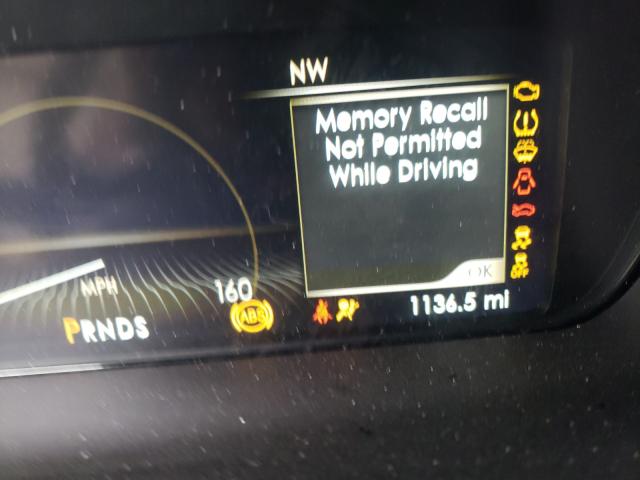 NW
Memory Recall
Not Permitted
While Driving
OK
MPH
160
PRNDS
ABS
1136.5 mi